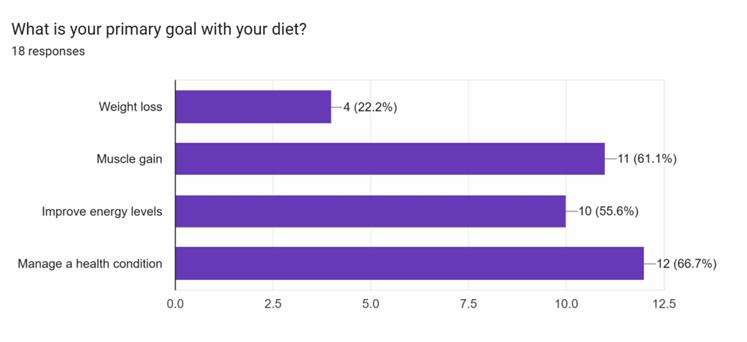 What is your primary goal with your diet?
18 responses
Weight loss 4 (22.2%)
Muscle gain 11 (61.1%)
Improve energy levels 10 (55.6%)
Manage a health condition 12 (66.7%)
0.0 2.5 5.0 7.5 10.0 12.5